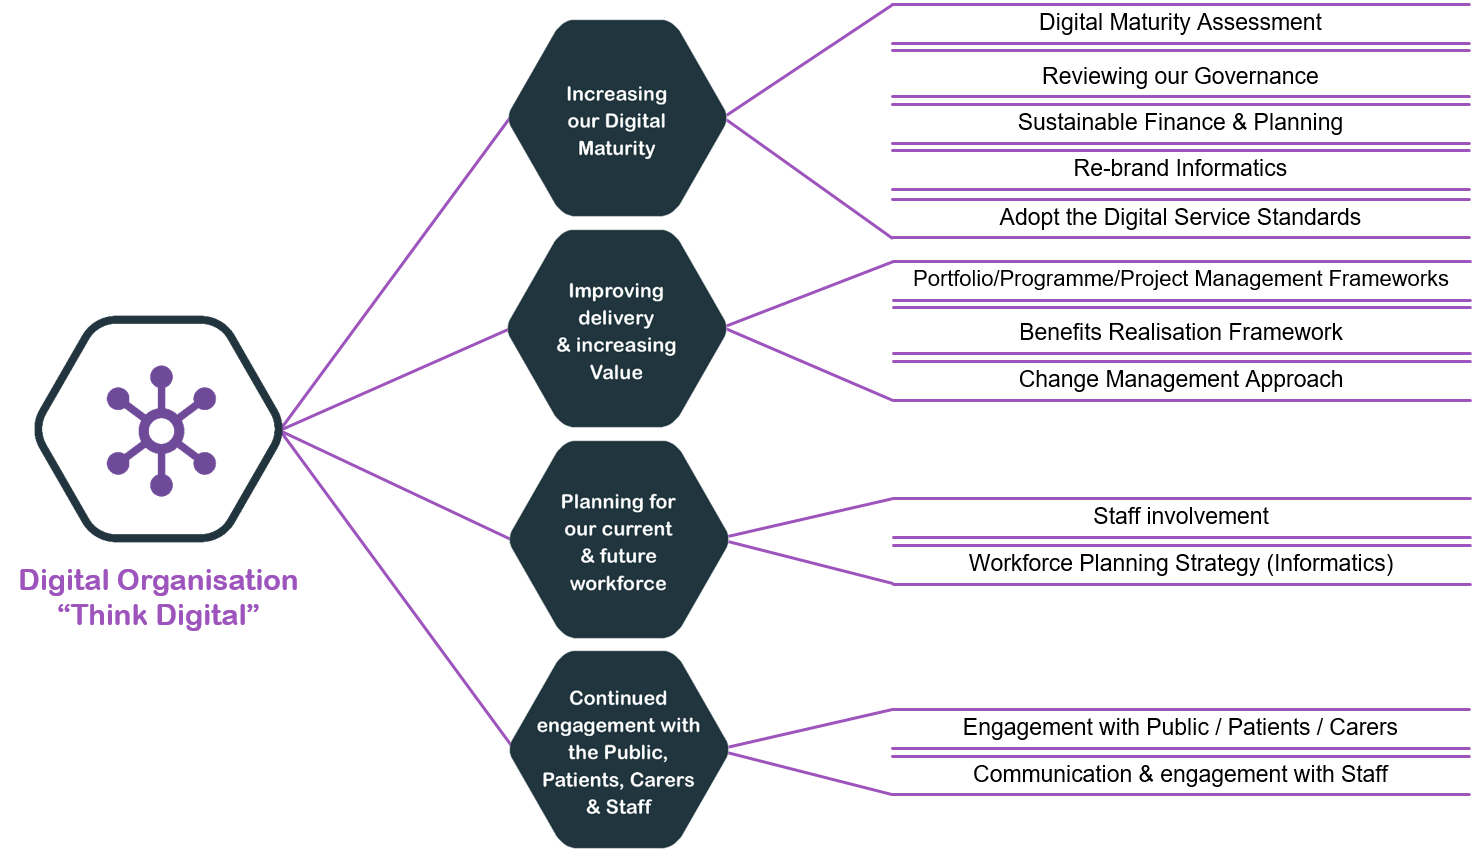 Digital Organisation
“Think Digital”
Increasing
our Digital
Maturity
Digital Maturity Assessment
Reviewing our Governance
Sustainable Finance & Planning
Re-brand Informatics
Adopt the Digital Service Standards
Improving
delivery
& increasing
Value
Portfolio/Programme/Project Management Frameworks
Benefits Realisation Framework
Change Management Approach
Planning for
our current
& future
workforce
Staff involvement
Workforce Planning Strategy (Informatics)
Continued
engagement with
the Public,
Patients, Carers
& Staff
Engagement with Public / Patients / Carers
Communication & engagement with Staff